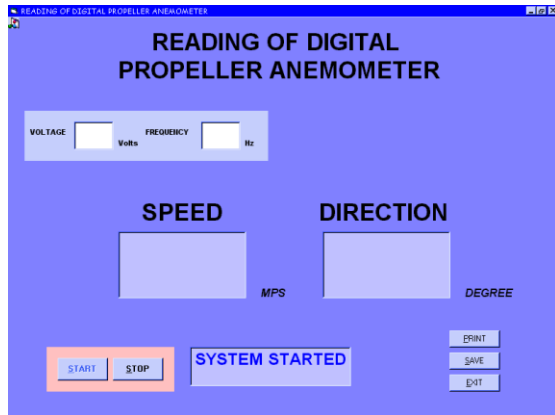 READING OF DIGITAL PROPELLER ANEMOMETER
READING OF DIGITAL
PROPELLER ANEMOMETER
VOLTAGE Volts FREQUENCY Hz
SPEED DIRECTION
MPS DEGREE
PRINT
START STOP SYSTEM STARTED SAVE
EXIT